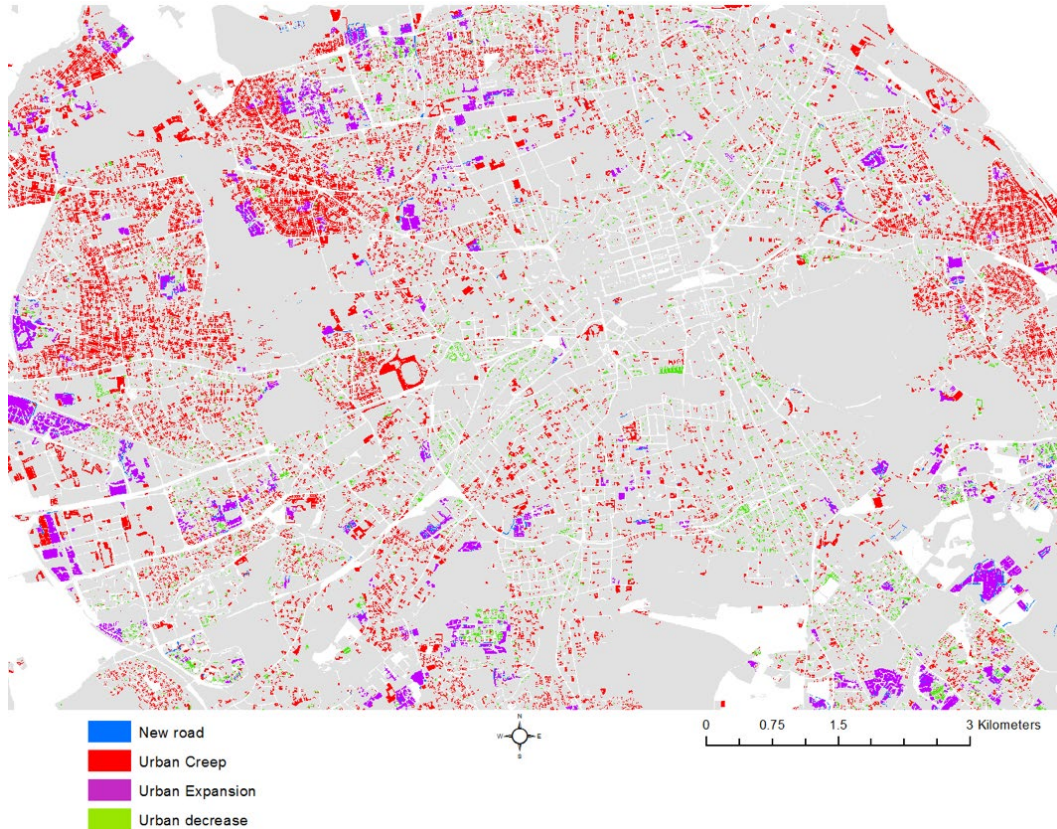 New road
Urban Creep
Urban Expansion
Urban decrease
N
W E
S
0 0.75 1.5 3 Kilometers